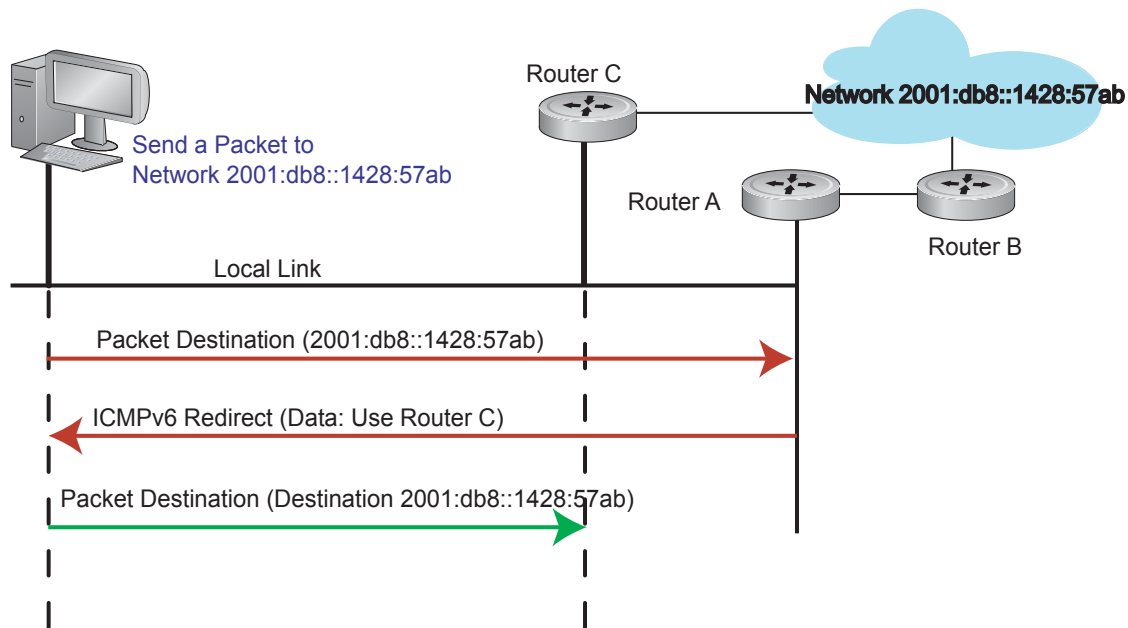 Router C
Network 2001:db8::1428:57ab
Send a Packet to
Network 2001:db8::1428:57ab
Router A
Router B
Local Link
Packet Destination (2001:db8::1428:57ab)
ICMPv6 Redirect (Data: Use Router C)
Packet Destination (Destination 2001:db8::1428:57ab)